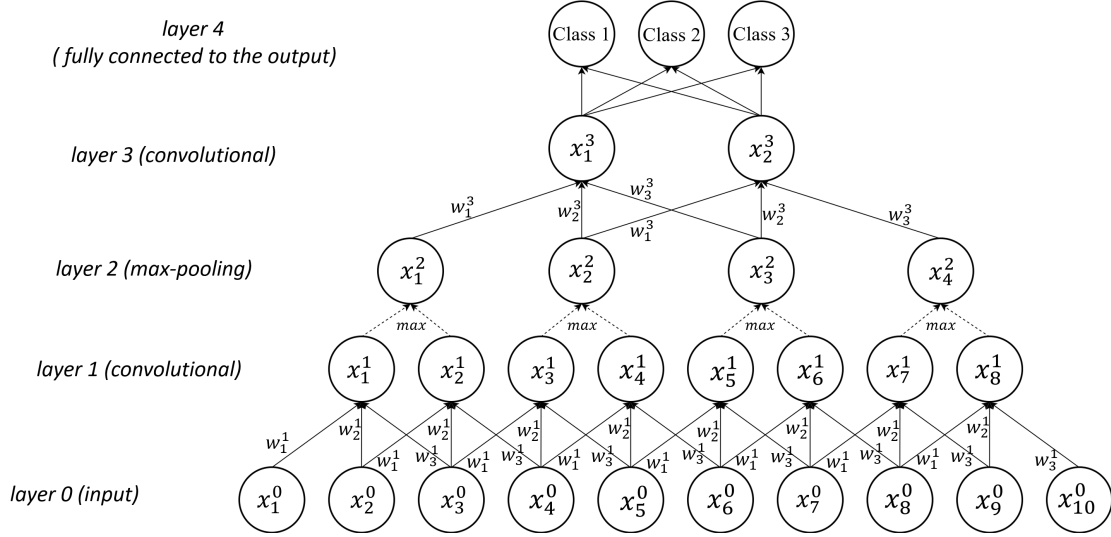 layer 4
( fully connected to the output)
Class 1 Class 2 Class 3
layer 3 (convolutional)
x_1^3 x_2^3
w_1^3 w_2^3 w_3^3 w_1^3 w_2^3 w_3^3
layer 2 (max-pooling)
x_1^2 x_2^2 x_3^2 x_4^2
max max max max
layer 1 (convolutional)
x_1^1 x_2^1 x_3^1 x_4^1 x_5^1 x_6^1 x_7^1 x_8^1
w_1^1 w_2^1 w_2^1 w_2^1 w_2^1 w_2^1 w_2^1 w_2^1 w_2^1
w_1^1 w_3^1 w_1^1 w_3^1 w_1^1 w_3^1 w_1^1 w_3^1 w_1^1 w_3^1 w_1^1 w_3^1 w_1^1 w_3^1 w_3^1
layer 0 (input)
x_1^0 x_2^0 x_3^0 x_4^0 x_5^0 x_6^0 x_7^0 x_8^0 x_9^0 x_10^0